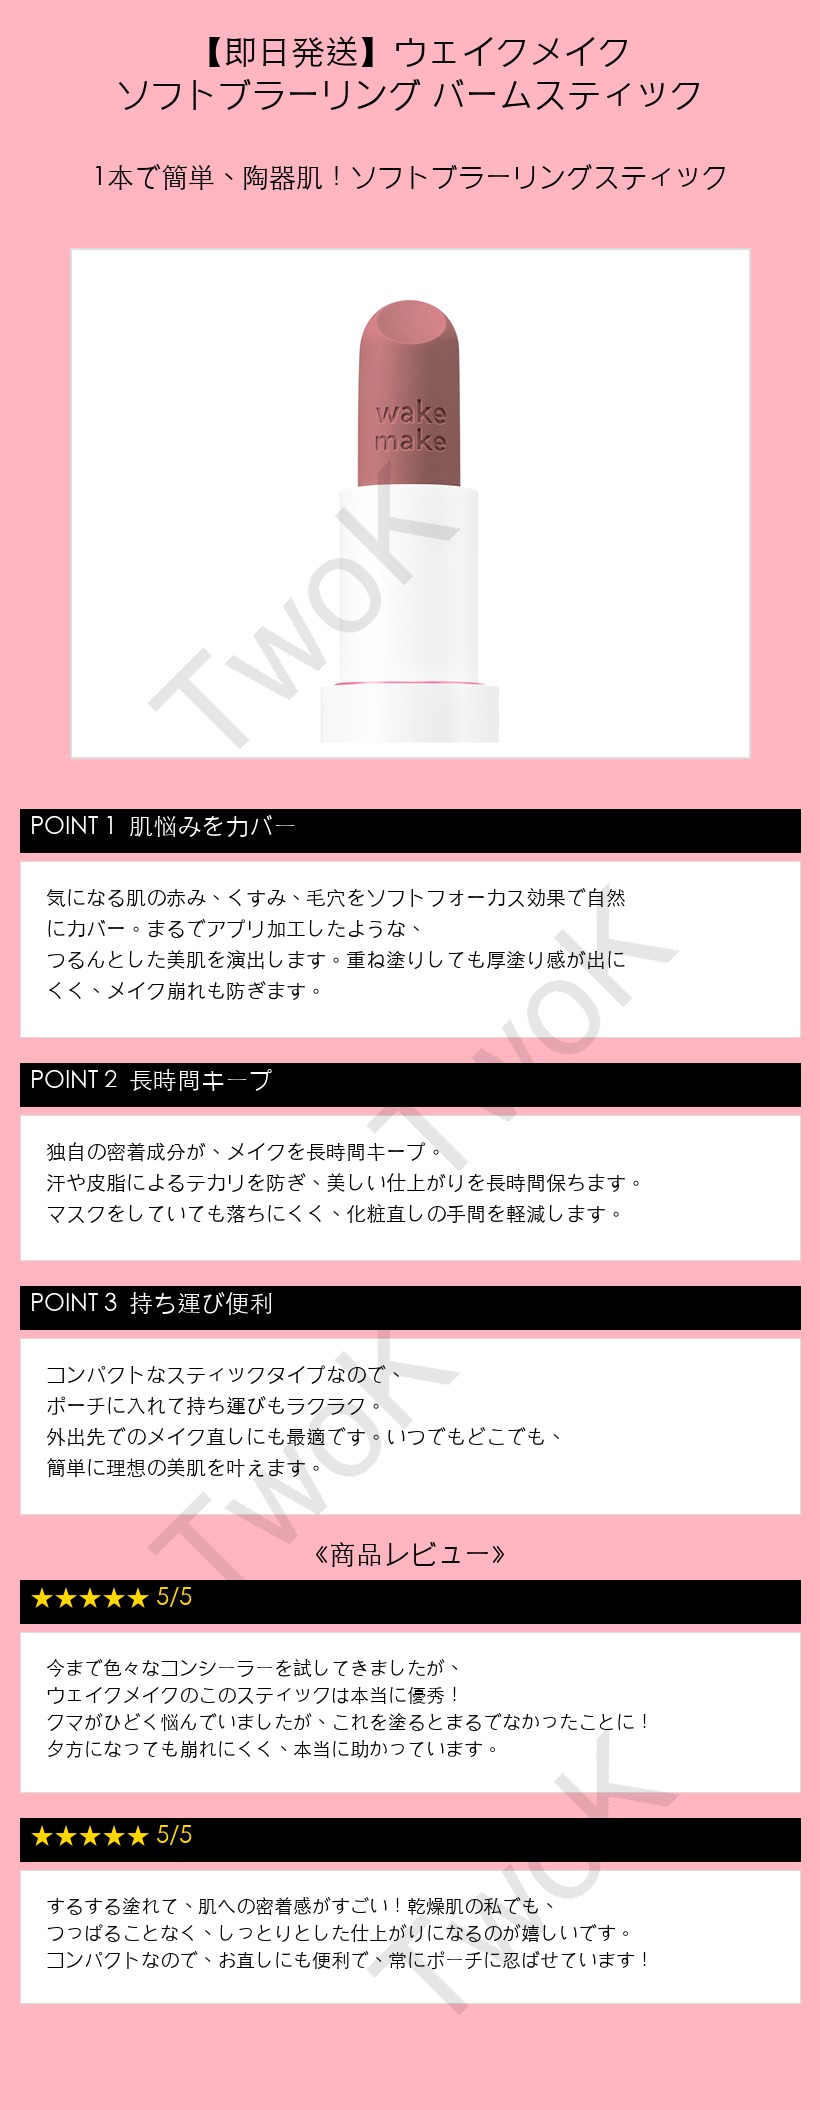 【即日発送】ウェイクメイク
ソフトブラーリング バームスティック
1本で簡単、陶器肌！ソフトブラーリングスティック
wake
make
TwoK
POINT 1 肌悩みをカバー
気になる肌の赤み、くすみ、毛穴をソフトフォーカス効果で自然
にカバー。まるでアプリ加工したような、
つるんとした美肌を演出します。重ね塗りしても厚塗り感が出に
くく、メイク崩れも防ぎます。
TwoK
POINT 2 長時間キープ
独自の密着成分が、メイクを長時間キープ。
汗や皮脂によるテカリを防ぎ、美しい仕上がりを長時間保ちます。
マスクをしていても落ちにくく、化粧直しの手間を軽減します。
POINT 3 持ち運び便利
コンパクトなスティックタイプなので、
ポーチに入れて持ち運びもラクラク。
外出先でのメイク直しにも最適です。いつでもどこでも、
簡単に理想の美肌を叶えます。
TwoK
《商品レビュー》
★★★★★ 5/5
今まで色々なコンシーラーを試してきましたが、
ウェイクメイクのこのスティックは本当に優秀！
クマがひどく悩んでいましたが、これを塗るとまるでなかったことに！
夕方になっても崩れにくく、本当に助かっています。
★★★★★ 5/5
するする塗れて、肌への密着感がすごい！乾燥肌の私でも、
つっぱることなく、しっとりとした仕上がりになるのが嬉しいです。
コンパクトなので、お直しにも便利で、常にポーチに忍ばせています！
TwoK